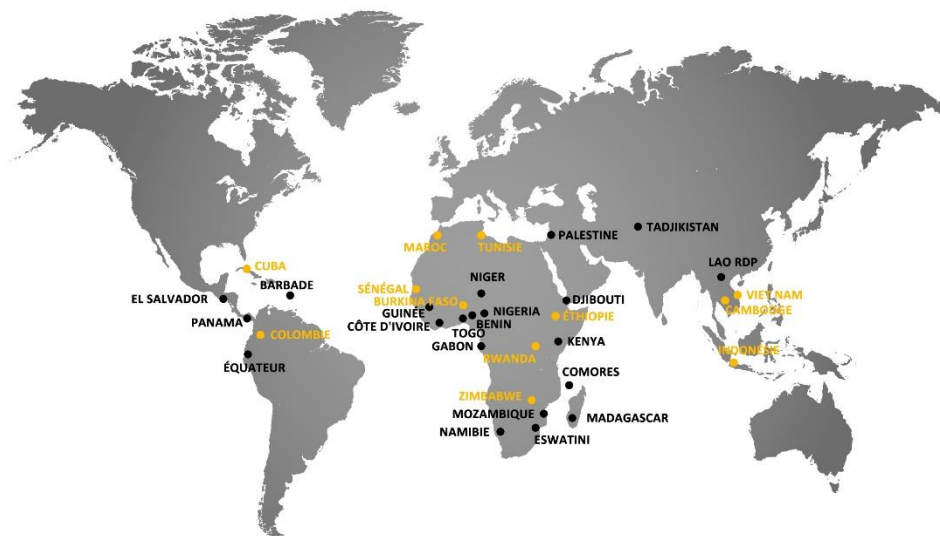 CUBA
BARBADE
EL SALVADOR
PANAMA
COLOMBIE
ÉQUATEUR
MAROC
TUNISIE
PALESTINE
TADJIKISTAN
SÉNÉGAL
NIGER
BURKINA FASO
GUINÉE
CÔTE D'IVOIRE
NIGERIA
BENIN
TOGO
GABON
DJIBOUTI
ÉTHIOPIE
RWANDA
KENYA
COMORES
ZIMBABWE
MOZAMBIQUE
MADAGASCAR
NAMIBIE
ESWATINI
LAO RDP
VIET NAM
CAMBODGE
INDONÉSIE